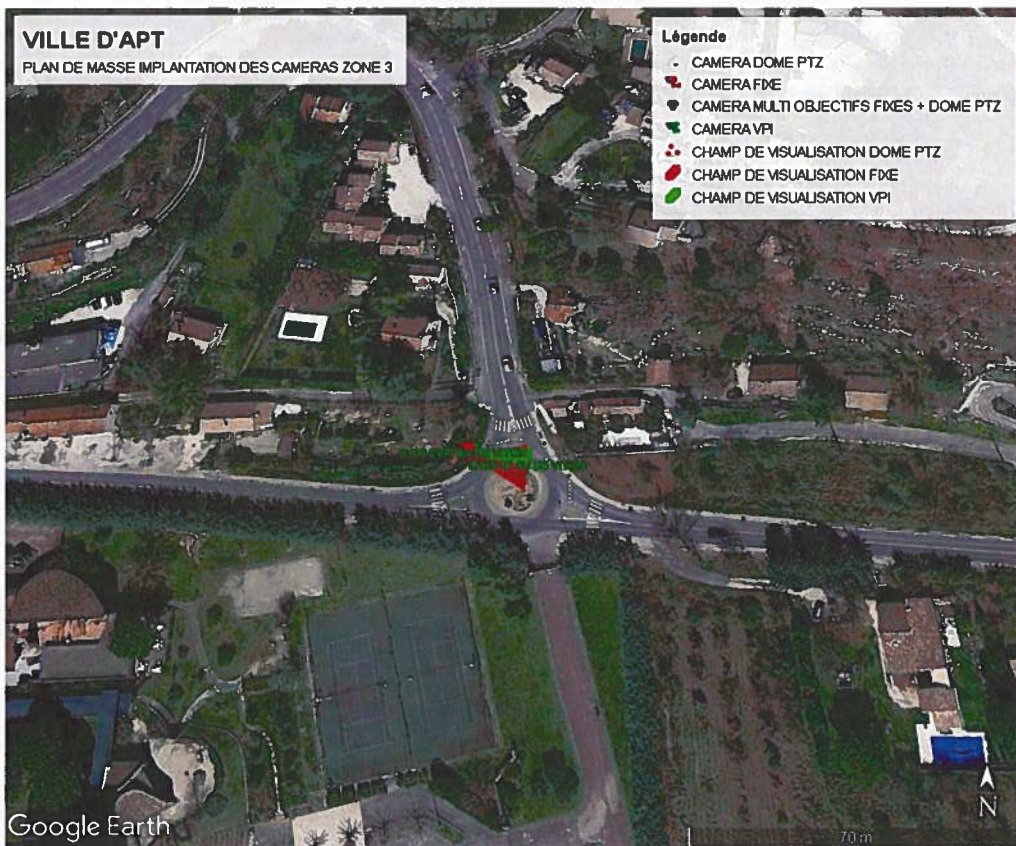 VILLE D'APT
PLAN DE MASSE IMPLANTATION DES CAMERAS ZONE 3
Légende
CAMERA DOME PTZ
CAMERA FIXE
CAMERA MULTI OBJECTIFS FIXES + DOME PTZ
CAMERA VPI
CHAMP DE VISUALISATION DOME PTZ
CHAMP DE VISUALISATION FIXE
CHAMP DE VISUALISATION VPI
N
Google Earth
70 m